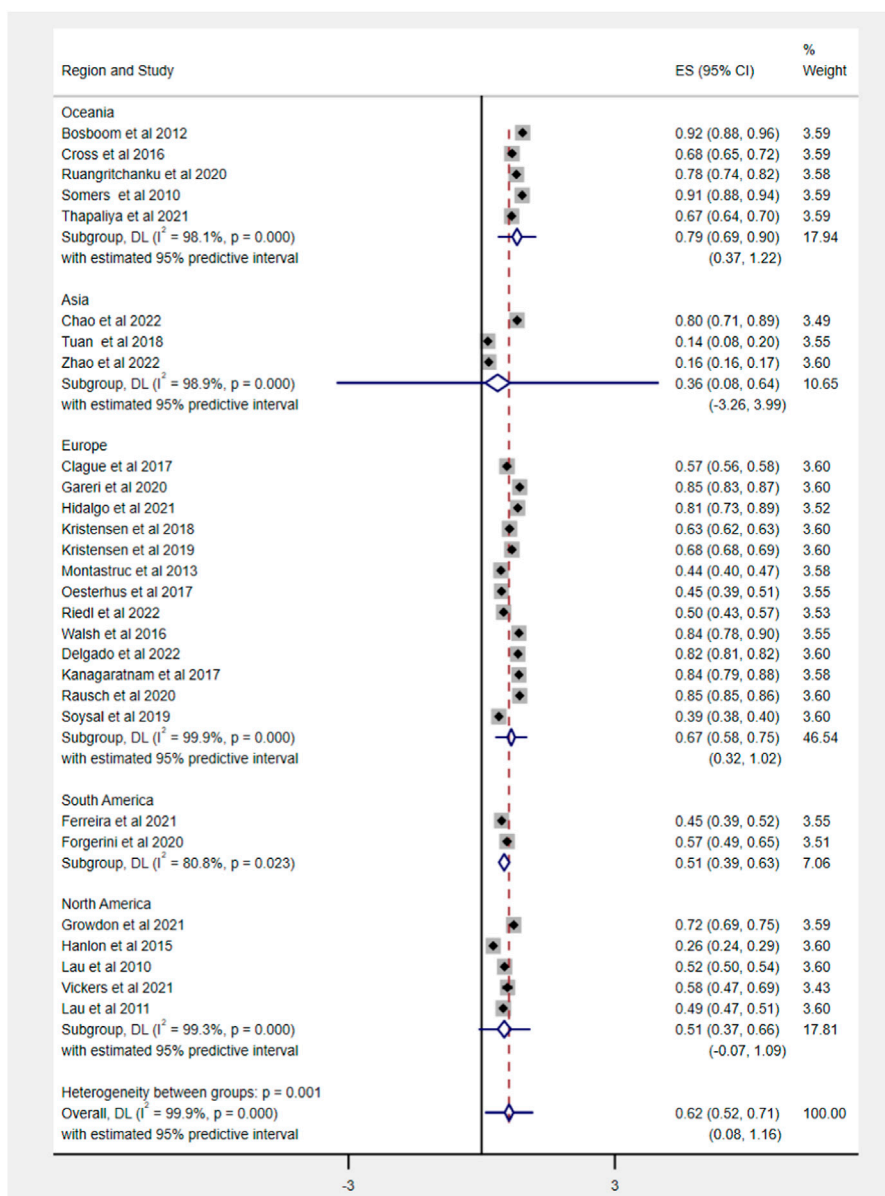 %
Region and Study ES (95% CI) Weight
Oceania
Bosboom et al 2012 0.92 (0.88, 0.96) 3.59
Cross et al 2016 0.68 (0.65, 0.72) 3.59
Ruangritchanku et al 2020 0.78 (0.74, 0.82) 3.58
Somers et al 2010 0.91 (0.88, 0.94) 3.59
Thapaliya et al 2021 0.67 (0.64, 0.70) 3.59
Subgroup, DL (I² = 98.1%, p = 0.000) 0.79 (0.69, 0.90) 17.94
with estimated 95% predictive interval (0.37, 1.22)
Asia
Chao et al 2022 0.80 (0.71, 0.89) 3.49
Tuan et al 2018 0.14 (0.08, 0.20) 3.55
Zhao et al 2022 0.16 (0.16, 0.17) 3.60
Subgroup, DL (I² = 98.9%, p = 0.000) 0.36 (0.08, 0.64) 10.65
with estimated 95% predictive interval (-3.26, 3.99)
Europe
Clague et al 2017 0.57 (0.56, 0.58) 3.60
Gareri et al 2020 0.85 (0.83, 0.87) 3.60
Hidalgo et al 2021 0.81 (0.73, 0.89) 3.52
Kristensen et al 2018 0.63 (0.62, 0.63) 3.60
Kristensen et al 2019 0.68 (0.68, 0.69) 3.60
Montastruc et al 2013 0.44 (0.40, 0.47) 3.58
Oesterhus et al 2017 0.45 (0.39, 0.51) 3.55
Riedl et al 2022 0.50 (0.43, 0.57) 3.53
Walsh et al 2016 0.84 (0.78, 0.90) 3.55
Delgado et al 2022 0.82 (0.81, 0.82) 3.60
Kanagaratnam et al 2017 0.84 (0.79, 0.88) 3.58
Rausch et al 2020 0.85 (0.85, 0.86) 3.60
Soysal et al 2019 0.39 (0.38, 0.40) 3.60
Subgroup, DL (I² = 99.9%, p = 0.000) 0.67 (0.58, 0.75) 46.54
with estimated 95% predictive interval (0.32, 1.02)
South America
Ferreira et al 2021 0.45 (0.39, 0.52) 3.55
Forgerini et al 2020 0.57 (0.49, 0.65) 3.51
Subgroup, DL (I² = 80.8%, p = 0.023) 0.51 (0.39, 0.63) 7.06
North America
Growdon et al 2021 0.72 (0.69, 0.75) 3.59
Hanlon et al 2015 0.26 (0.24, 0.29) 3.60
Lau et al 2010 0.52 (0.50, 0.54) 3.60
Vickers et al 2021 0.58 (0.47, 0.69) 3.43
Lau et al 2011 0.49 (0.47, 0.51) 3.60
Subgroup, DL (I² = 99.3%, p = 0.000) 0.51 (0.37, 0.66) 17.81
with estimated 95% predictive interval (-0.07, 1.09)
Heterogeneity between groups: p = 0.001
Overall, DL (I² = 99.9%, p = 0.000) 0.62 (0.52, 0.71) 100.00
with estimated 95% predictive interval (0.08, 1.16)
-3 3